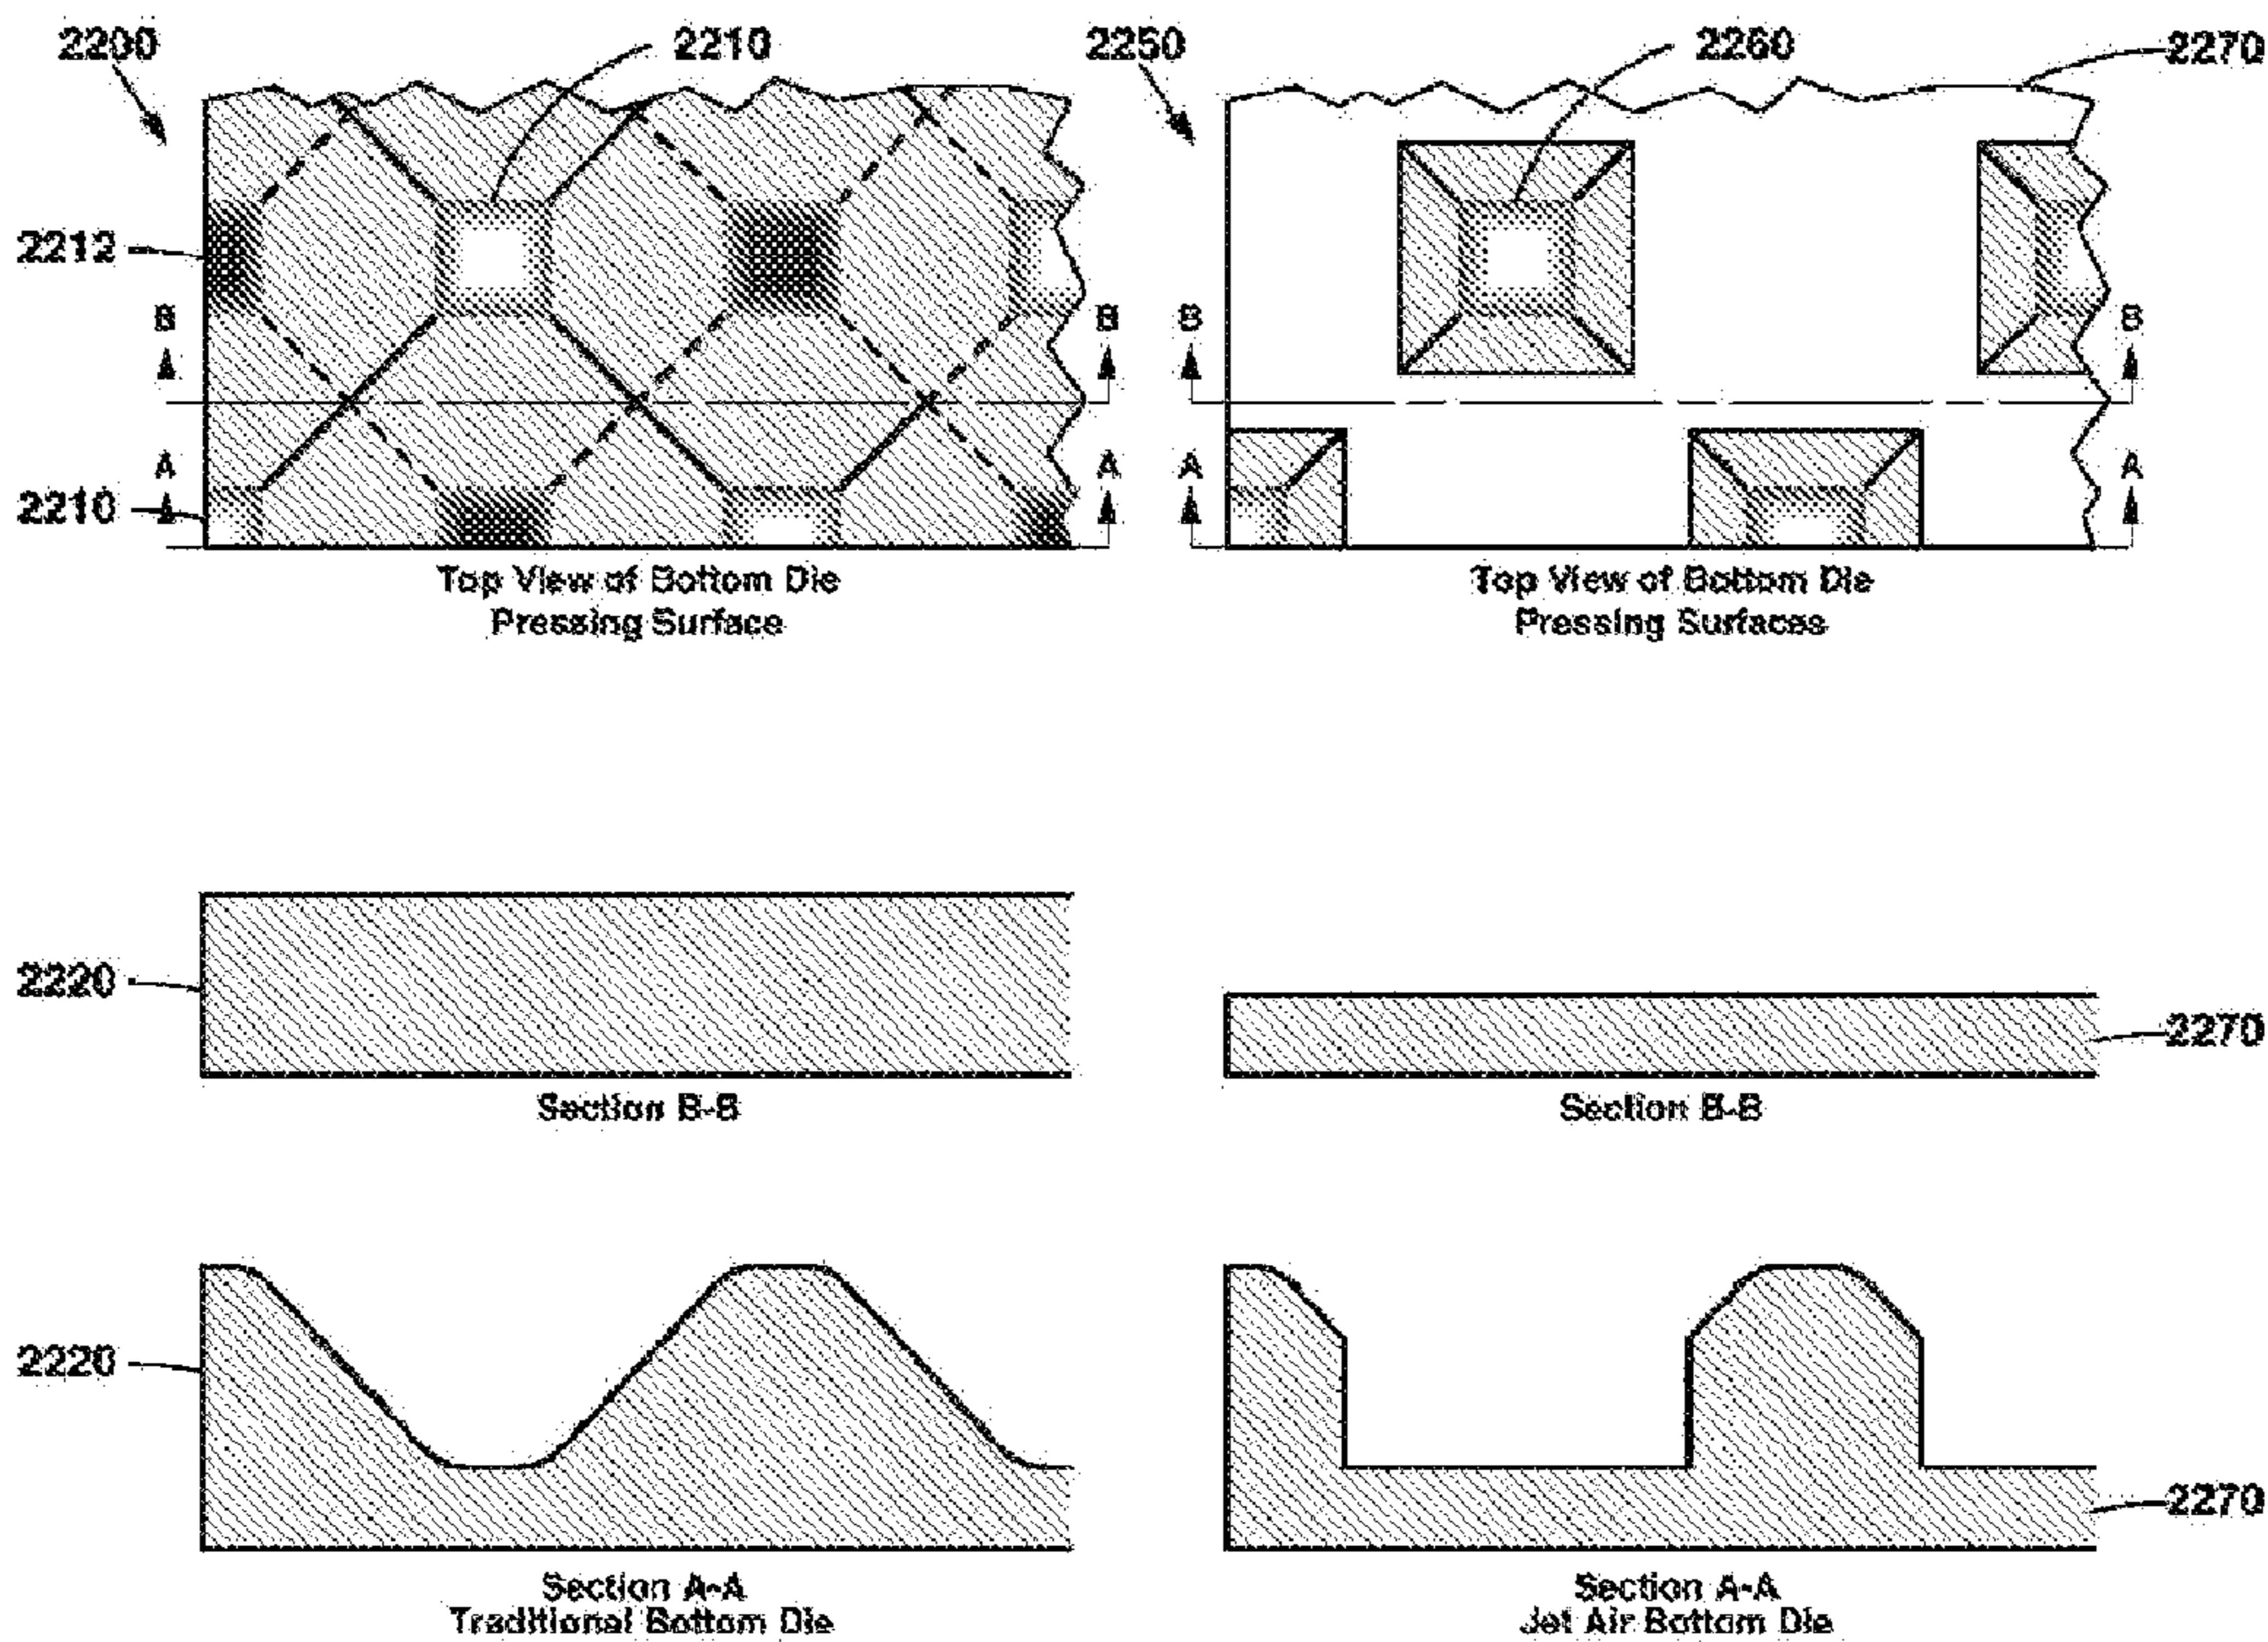 2200
2210
2250
2260
2270
2212
B
B
B
B
A
A
A
A
2210
Top View of Bottom Die
Pressing Surface
Top View of Bottom Die
Pressing Surfaces
2220
2270
Section B-B
Section B-B
2220
2270
Section A-A
Traditional Bottom Die
Section A-A
Jet Air Bottom Die